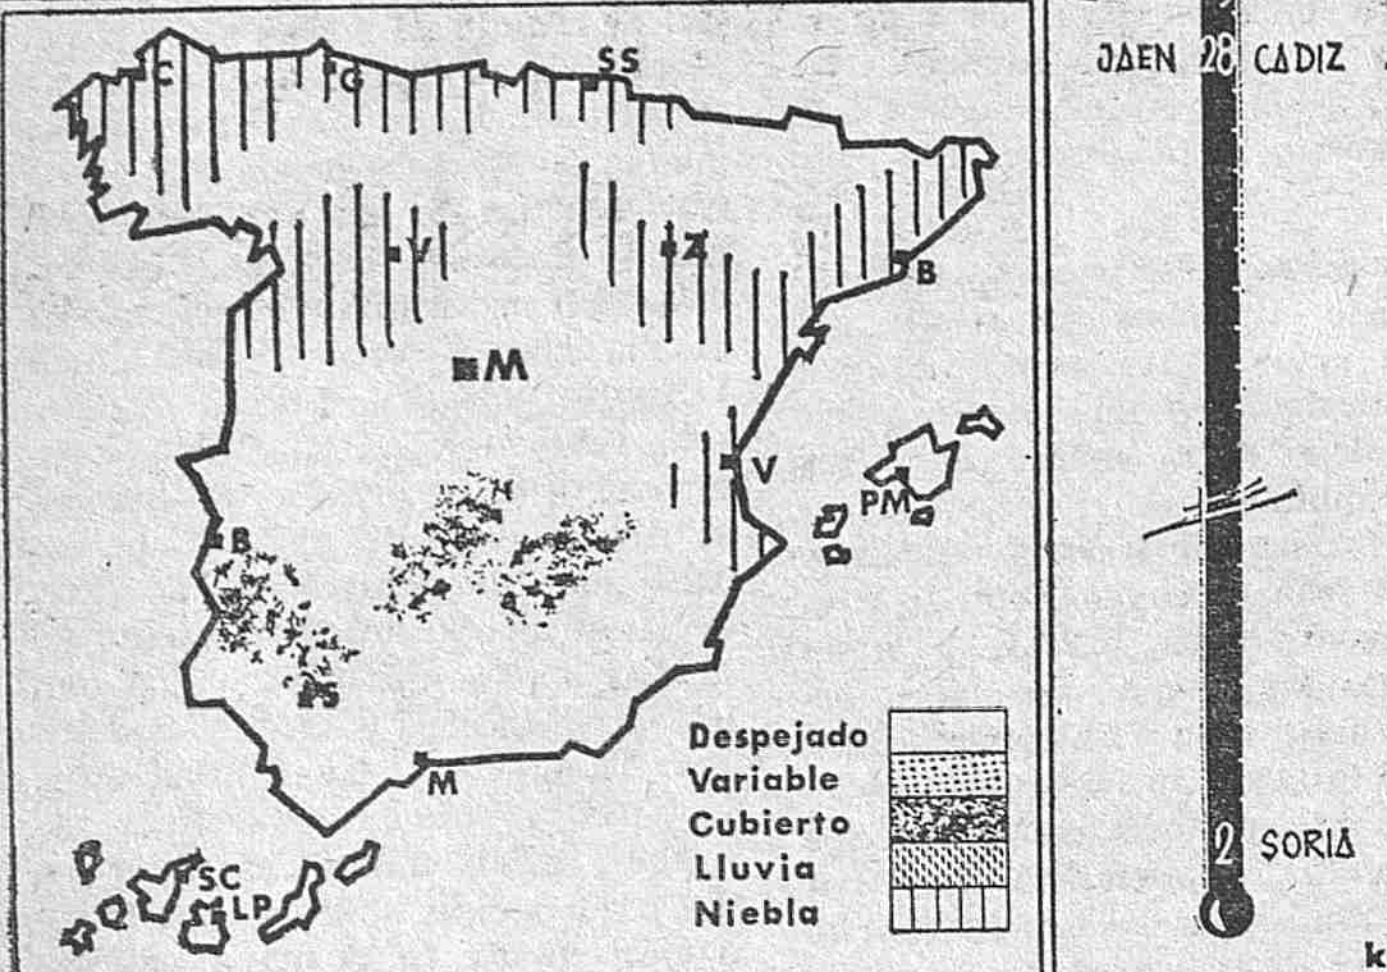 C
G
SS
V
Z
B
M
V
PM
B
S
M
Despejado
Variable
Cubierto
Lluvia
Niebla
SC
LP
JAEN 28 CADIZ
2 SORIA
k